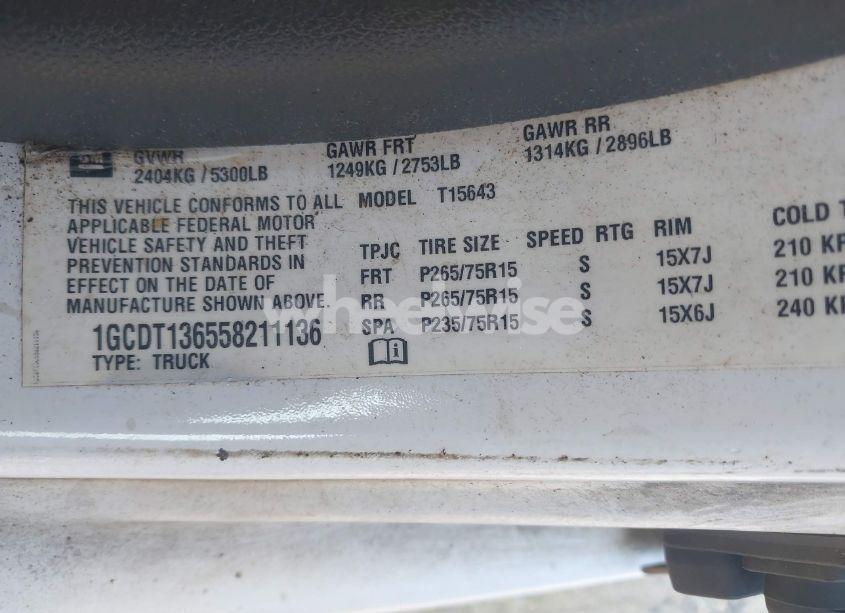 GM GVWR GAWR FRT GAWR RR
2404KG / 5300LB 1249KG / 2753LB 1314KG / 2896LB
THIS VEHICLE CONFORMS TO ALL
APPLICABLE FEDERAL MOTOR
VEHICLE SAFETY AND THEFT
PREVENTION STANDARDS IN
EFFECT ON THE DATE OF
MANUFACTURE SHOWN ABOVE.
1GCDT136558211136
TYPE: TRUCK
MODEL T15643
TPJC TIRE SIZE SPEED RTG RIM COLD
FRT P265/75R15 S 15X7J 210
RR P265/75R15 S 15X7J 210
SPA P235/75R15 S 15X6J 240
wheelwise